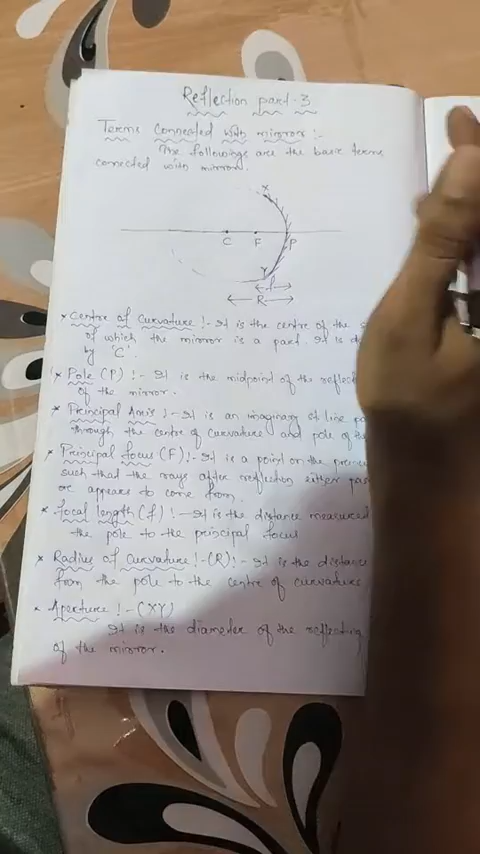 Reflection part-3
Terms connected with mirror :-
The followings are the basic terms
connected with mirror.
X
C F P
Y
f
R
* Centre of curvature :- It is the centre of the
of which the mirror is a part. It is
by 'C'.
* Pole (P) :- It is the midpoint of the
of the mirror.
* Principal Axis :- It is an imaginary st line
through the centre of curvature and pole of
* Principal focus (F) :- It is a point on the
such that the rays after reflection either
or appears to come from.
* focal length (f) :- It is the distance measured
the pole to the principal focus
* Radius of curvature :- (R) :- It is the distance
from the pole to the centre of curvature
* Aperture :- (XY)
It is the diameter of the reflecting
of the mirror.